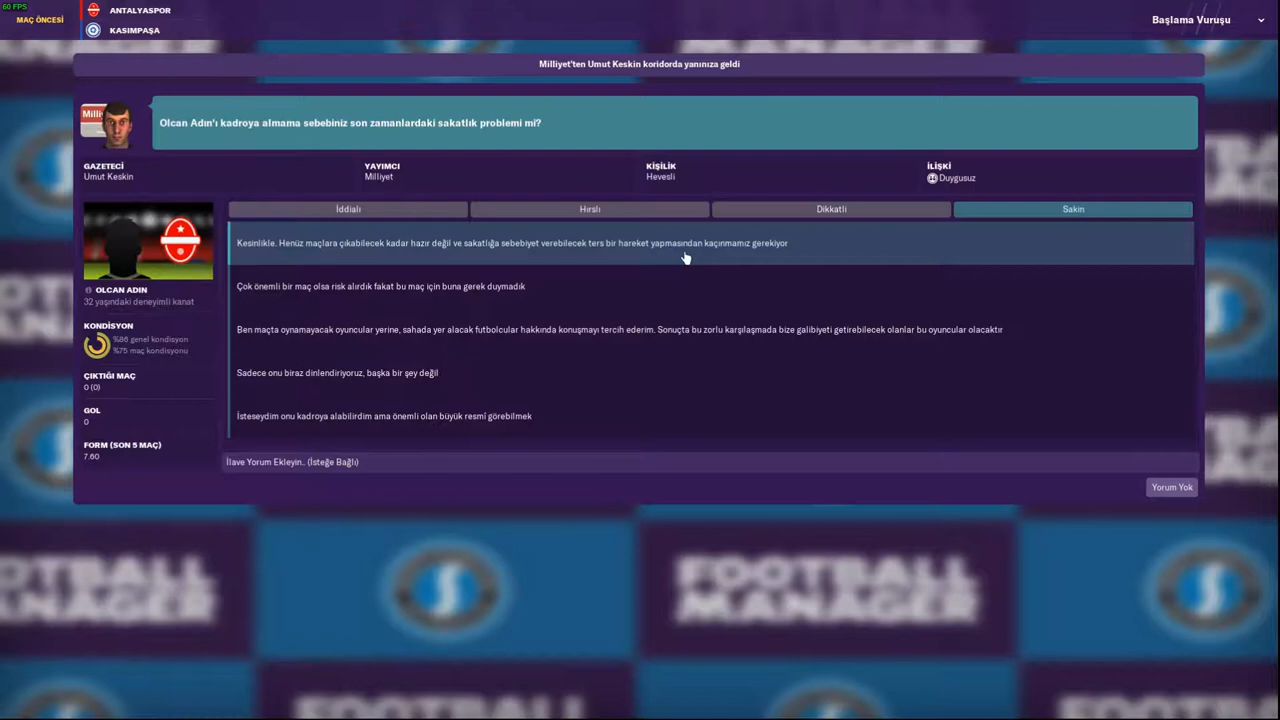 60 FPS
MAÇ ÖNCESİ
ANTALYASPOR
KASIMPAŞA
Başlama Vuruşu
Milliyet'ten Umut Keskin koridorda yanınıza geldi
Milli
Olcan Adın'ı kadroya almama sebebiniz son zamanlardaki sakatlık problemi mi?
GAZETECİ
Umut Keskin
YAYIMCI
Milliyet
KİŞİLİK
Hevesli
İLİŞKİ
Duygusuz
İddialı
Hırslı
Dikkatli
Sakin
Kesinlikle. Henüz maçlara çıkabilecek kadar hazır değil ve sakatlığa sebebiyet verebilecek ters bir hareket yapmasından kaçınmamız gerekiyor
Çok önemli bir maç olsa risk alırdık fakat bu maç için buna gerek duymadık
Ben maçta oynamayacak oyuncular yerine, sahada yer alacak futbolcular hakkında konuşmayı tercih ederim. Sonuçta bu zorlu karşılaşmada bize galibiyeti getirebilecek olanlar bu oyuncular olacaktır
Sadece onu biraz dinlendiriyoruz, başka bir şey değil
İsteseydim onu kadroya alabilirdim ama önemli olan büyük resmî görebilmek
OLCAN ADIN
32 yaşındaki deneyimli kanat
KONDİSYON
%86 genel kondisyon
%75 maç kondisyonu
ÇIKTIĞI MAÇ
0 (0)
GOL
0
FORM (SON 5 MAÇ)
7.60
İlave Yorum Ekleyin.. (İsteğe Bağlı)
Yorum Yok
FOOTBALL
MANAGER
FOOTBALL
MANAGER